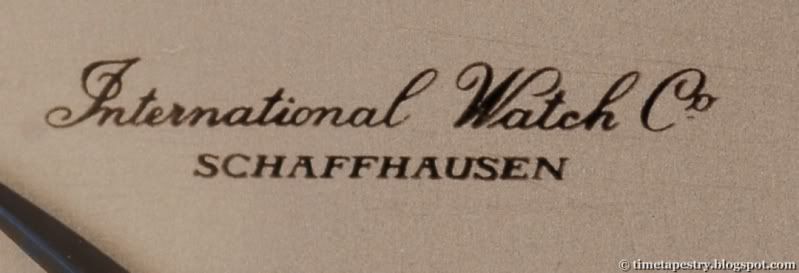 International Watch Co
SCHAFFHAUSEN
© timetapestry.blogspot.com